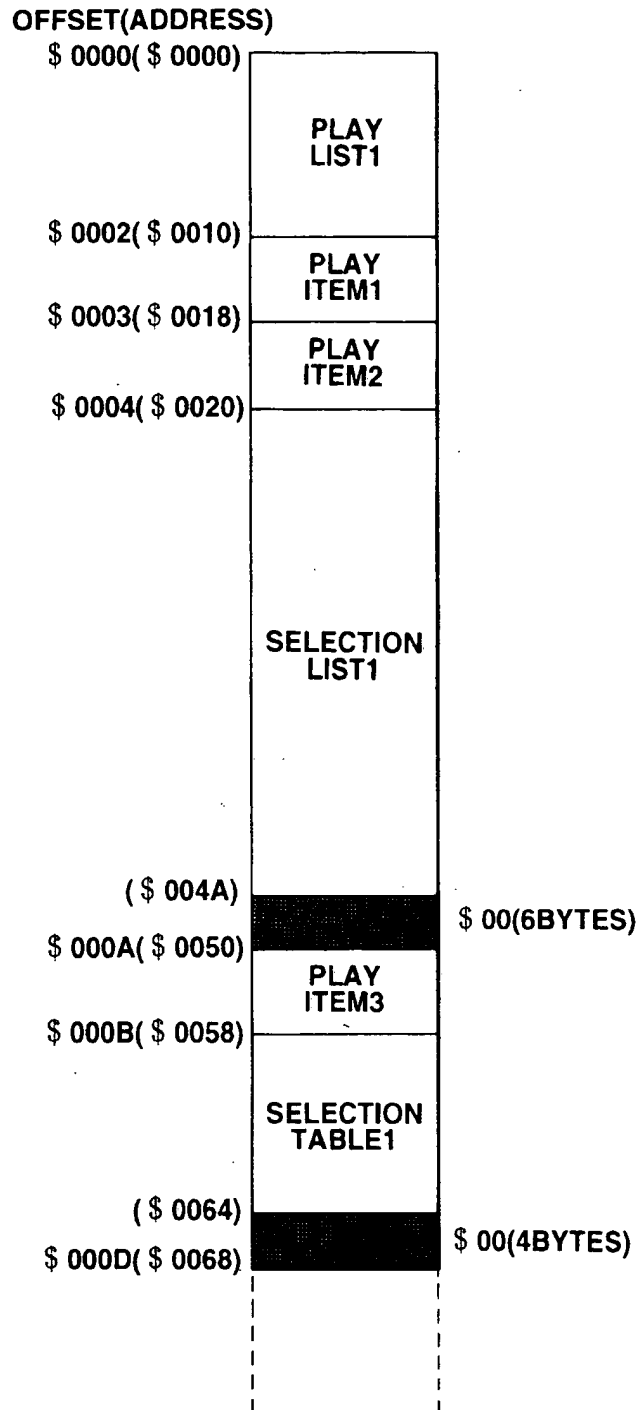 OFFSET(ADDRESS)
$ 0000( $ 0000)
PLAY
LIST1
$ 0002( $ 0010)
PLAY
ITEM1
$ 0003( $ 0018)
PLAY
ITEM2
$ 0004( $ 0020)
SELECTION
LIST1
( $ 004A)
$ 00(6BYTES)
$ 000A( $ 0050)
PLAY
ITEM3
$ 000B( $ 0058)
SELECTION
TABLE1
( $ 0064)
$ 00(4BYTES)
$ 000D( $ 0068)